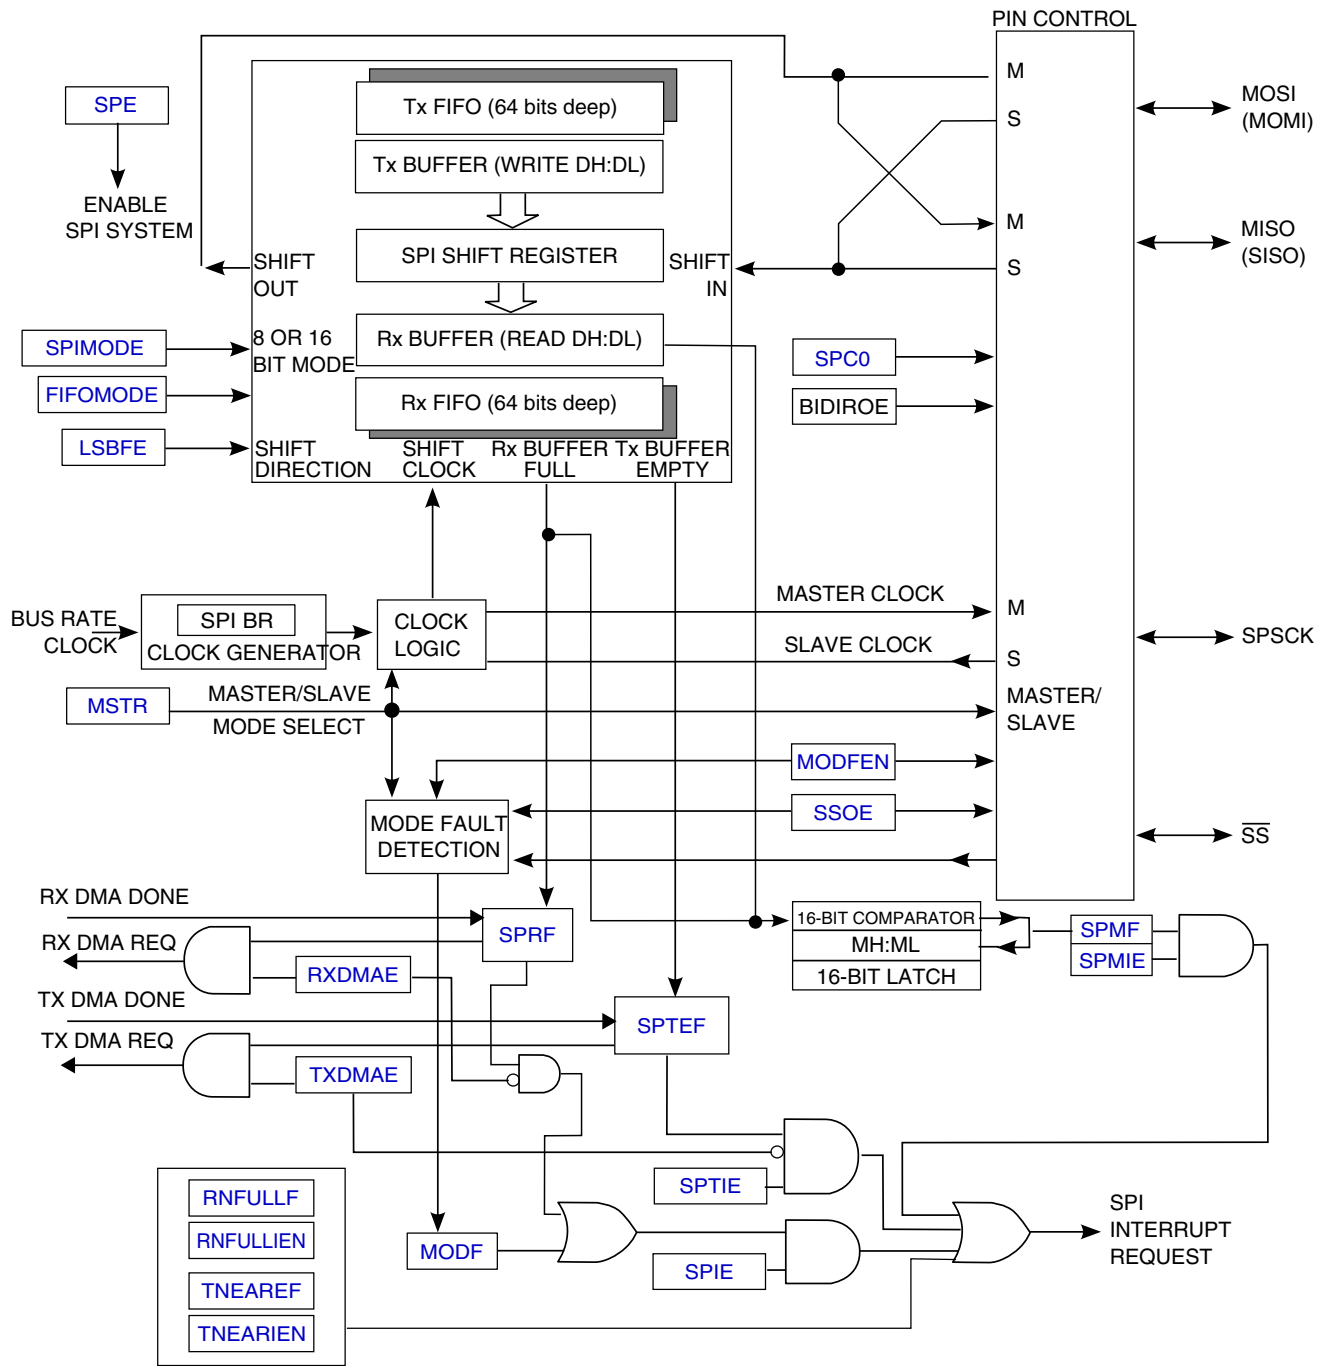 PIN CONTROL
Tx FIFO (64 bits deep)
Tx BUFFER (WRITE DH:DL)
SPI SHIFT REGISTER
Rx BUFFER (READ DH:DL)
Rx FIFO (64 bits deep)
SPE
ENABLE
SPI SYSTEM
SHIFT
OUT
SHIFT
IN
M
S
M
S
MOSI
(MOMI)
MISO
(SISO)
SPIMODE
8 OR 16
BIT MODE
FIFOMODE
LSBFE
SHIFT
DIRECTION
SHIFT
CLOCK
Rx BUFFER
FULL
Tx BUFFER
EMPTY
SPC0
BIDIROE
BUS RATE
CLOCK
SPI BR
CLOCK GENERATOR
CLOCK
LOGIC
MASTER CLOCK
M
SLAVE CLOCK
S
SPSCK
MSTR
MASTER/SLAVE
MODE SELECT
MASTER/
SLAVE
MODFEN
SSOE
MODE FAULT
DETECTION
SS
RX DMA DONE
SPRF
RX DMA REQ
RXDMAE
16-BIT COMPARATOR
MH:ML
16-BIT LATCH
SPMF
SPMIE
TX DMA DONE
SPTEF
TX DMA REQ
TXDMAE
SPTIE
RNFULLF
RNFULLIEN
TNEAREF
TNEARIEN
MODF
SPIE
SPI
INTERRUPT
REQUEST